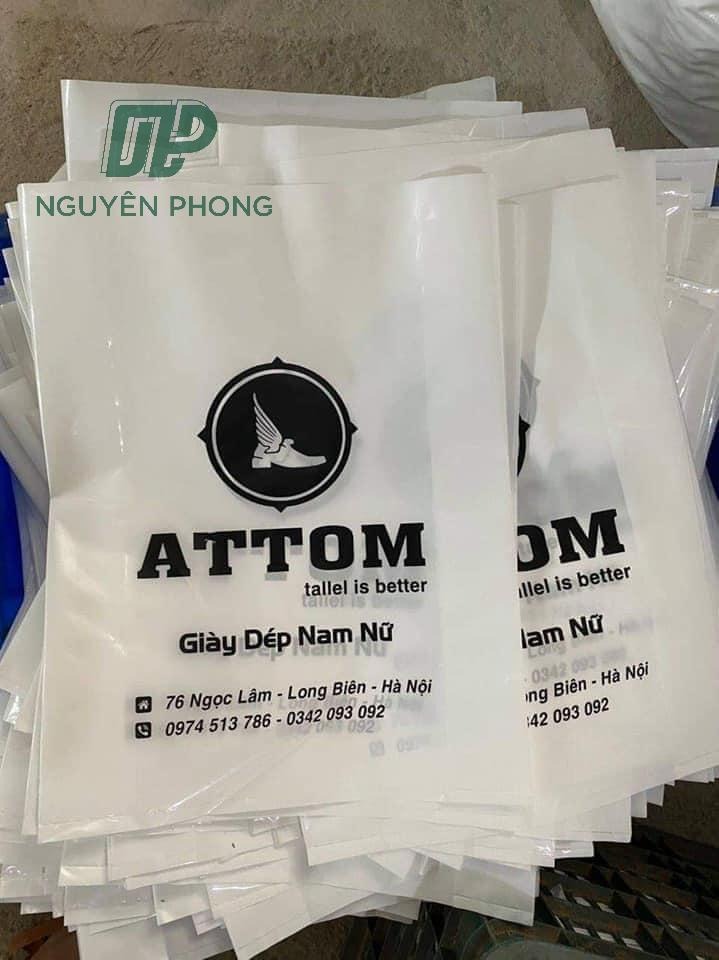 NGUYÊN PHONG
ATTOM
tallel is better
Giày Dép Nam Nữ
76 Ngọc Lâm - Long Biên - Hà Nội
0974 513 786 - 0342 093 092
OM
llel is better
Nam Nữ
ong Biên - Hà Nội
342 093 092